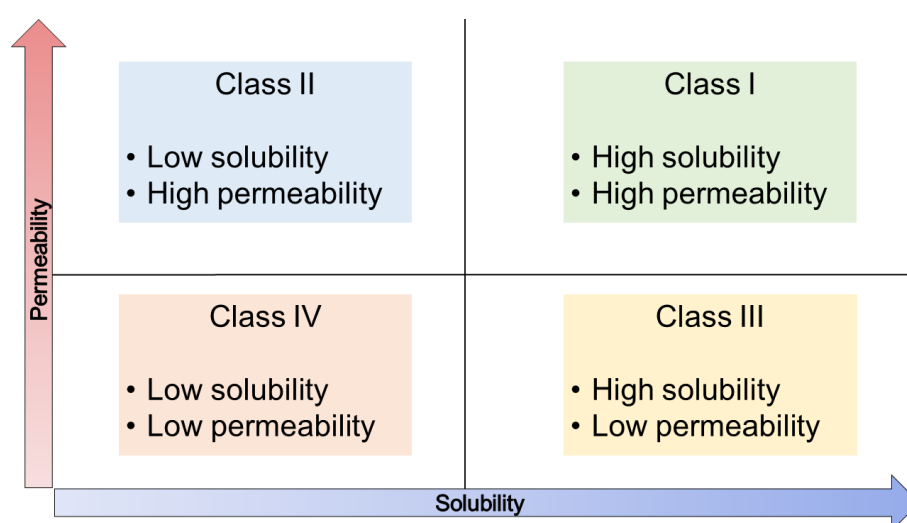 Permeability
Class II
• Low solubility
• High permeability
Class I
• High solubility
• High permeability
Class IV
• Low solubility
• Low permeability
Class III
• High solubility
• Low permeability
Solubility